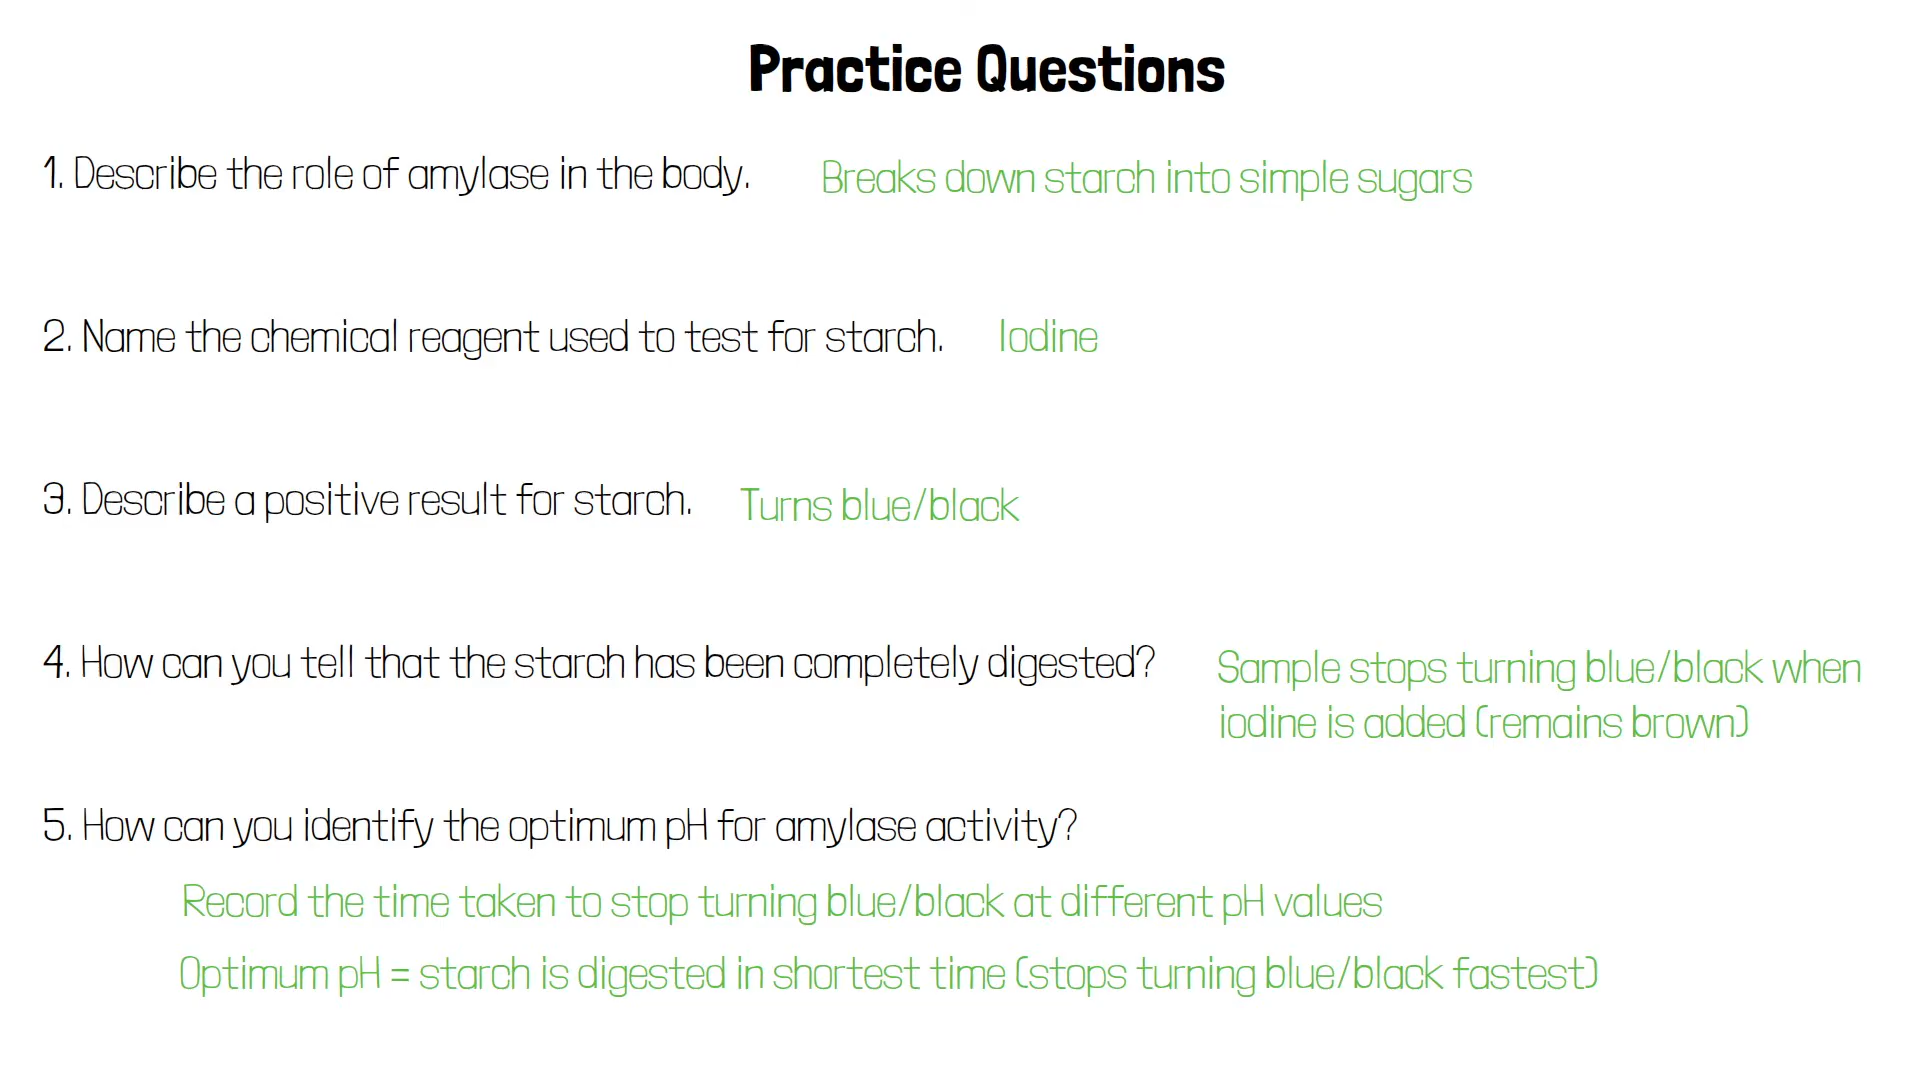 Practice Questions
1. Describe the role of amylase in the body. Breaks down starch into simple sugars
2. Name the chemical reagent used to test for starch. Iodine
3. Describe a positive result for starch. Turns blue/black
4. How can you tell that the starch has been completely digested? Sample stops turning blue/black when
iodine is added (remains brown)
5. How can you identify the optimum pH for amylase activity?
Record the time taken to stop turning blue/black at different pH values
Optimum pH = starch is digested in shortest time (stops turning blue/black fastest)